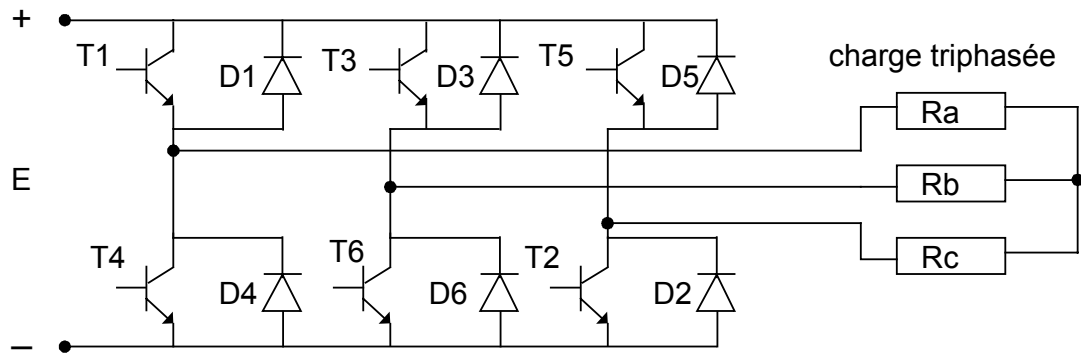 +
T1
D1
T3
D3
T5
D5
charge triphasée
Ra
E
Rb
Rc
T4
D4
T6
D6
T2
D2
–